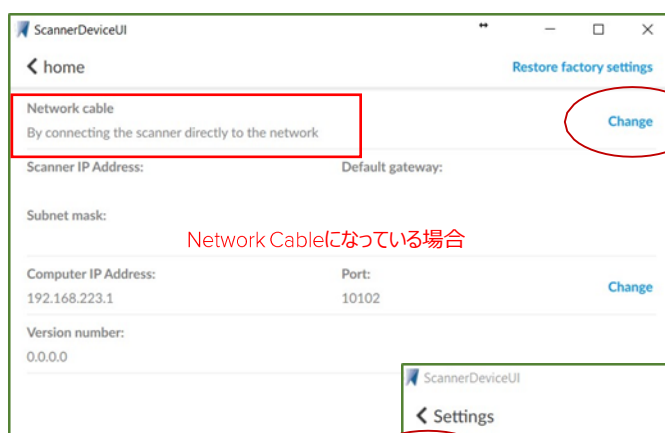 ScannerDeviceUI
home
Restore factory settings
Network cable
By connecting the scanner directly to the network
Change
Scanner IP Address:
Default gateway:
Subnet mask:
Network Cableになっている場合
Computer IP Address:
Port:
192.168.223.1
10102
Change
Version number:
0.0.0.0
ScannerDeviceUI
Settings